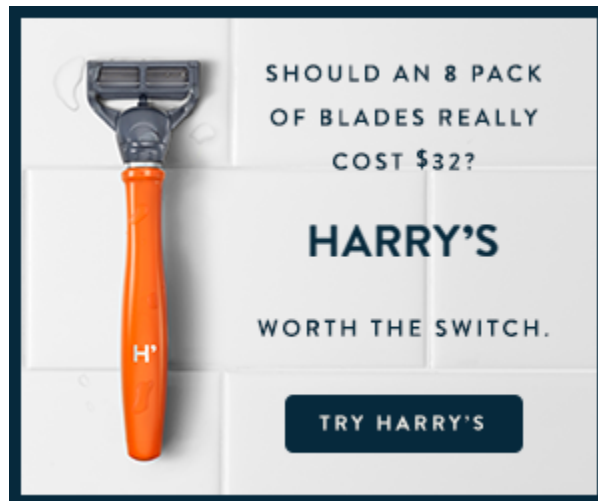 SHOULD AN 8 PACK
OF BLADES REALLY
COST $32?
HARRY'S
WORTH THE SWITCH.
H'
TRY HARRY'S